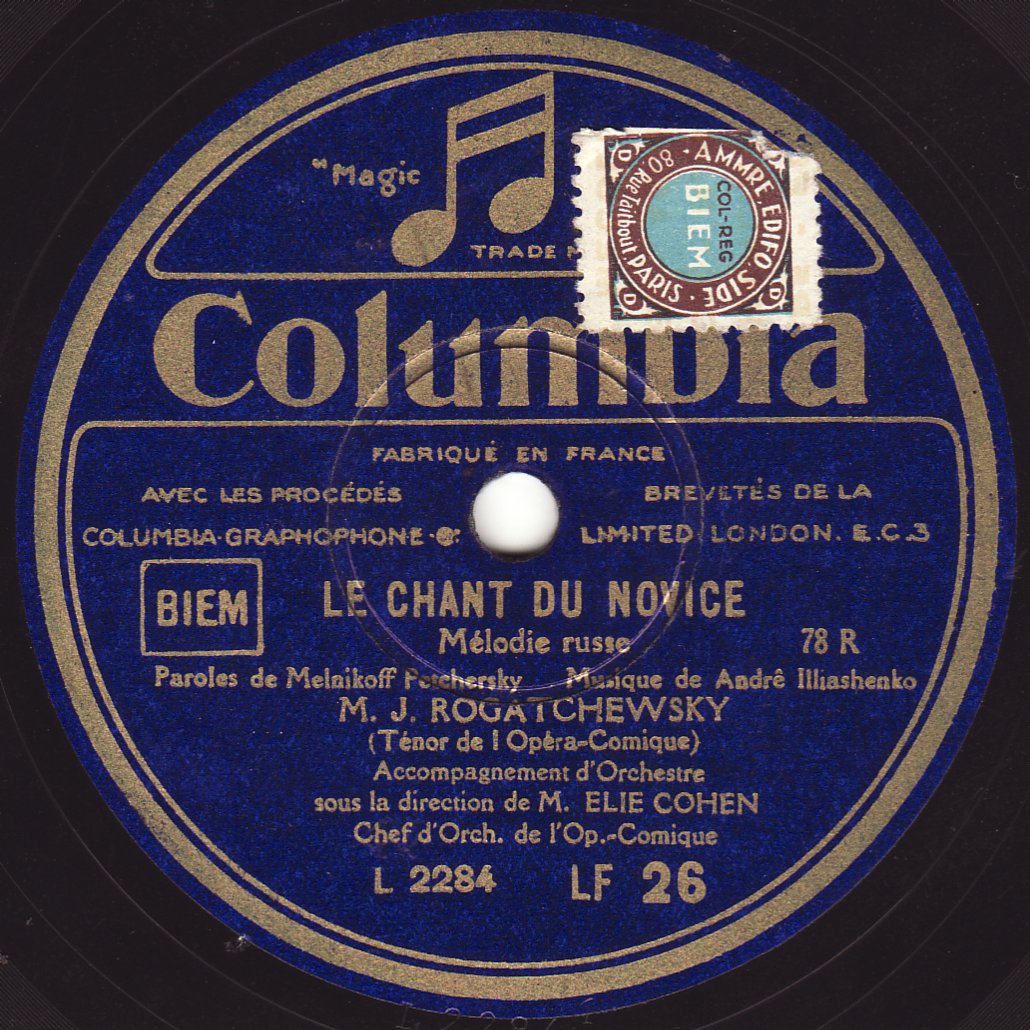 "Magic
TRADE M
Columbia
AMMRE, EDIFO, SIDE
80 Rue Taitbout, PARIS
COL-REG
BIEM
D
D
D
D
FABRIQUÉ EN FRANCE
AVEC LES PROCÉDÉS BREVETÉS DE LA
COLUMBIA-GRAPHOPHONE Cº LIMITED LONDON. E.C.3
BIEM
LE CHANT DU NOVICE
Mélodie russe 78 R
Paroles de Melnikoff Petchersky Musique de André Illiashenko
M. J. ROGATCHEWSKY
(Ténor de l Opéra-Comique)
Accompagnement d'Orchestre
sous la direction de M. ELIE COHEN
Chef d'Orch. de l'Op.-Comique
L 2284 LF 26